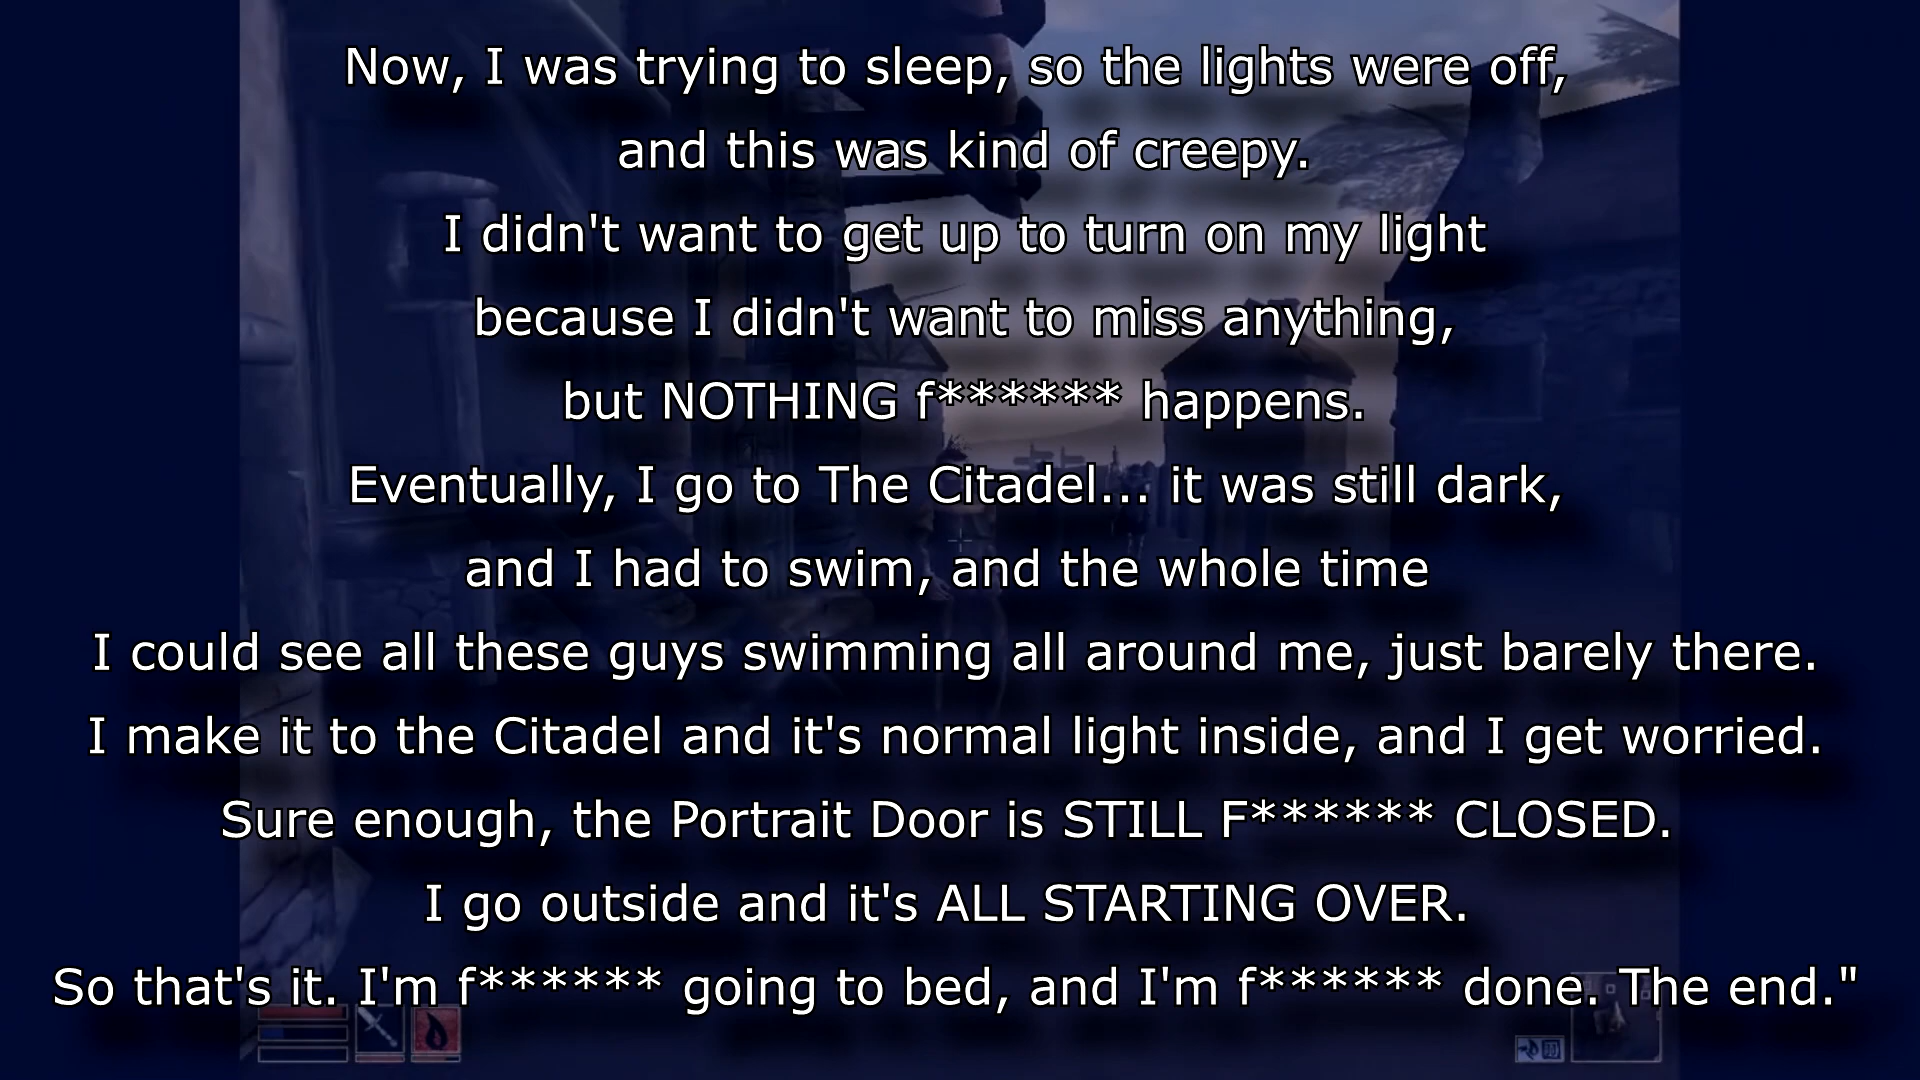 Now, I was trying to sleep, so the lights were off,
and this was kind of creepy.
I didn't want to get up to turn on my light
because I didn't want to miss anything,
but NOTHING f****** happens.
Eventually, I go to The Citadel... it was still dark,
and I had to swim, and the whole time
I could see all these guys swimming all around me, just barely there.
I make it to the Citadel and it's normal light inside, and I get worried.
Sure enough, the Portrait Door is STILL F****** CLOSED.
I go outside and it's ALL STARTING OVER.
So that's it. I'm f****** going to bed, and I'm f****** done. The end."